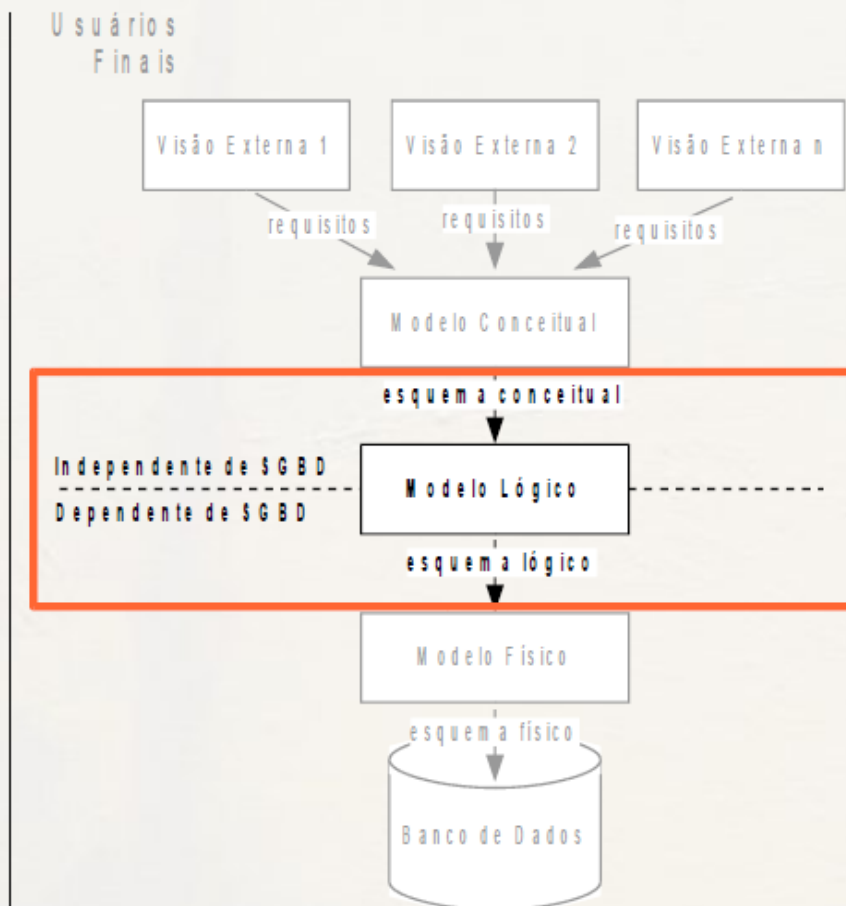 Usuários
Finais
Visão Externa 1
Visão Externa 2
Visão Externa n
requisitos
requisitos
requisitos
Modelo Conceitual
esquema conceitual
Independente de SGBD
Modelo Lógico
Dependente de SGBD
esquema lógico
Modelo Físico
esquema físico
Banco de Dados